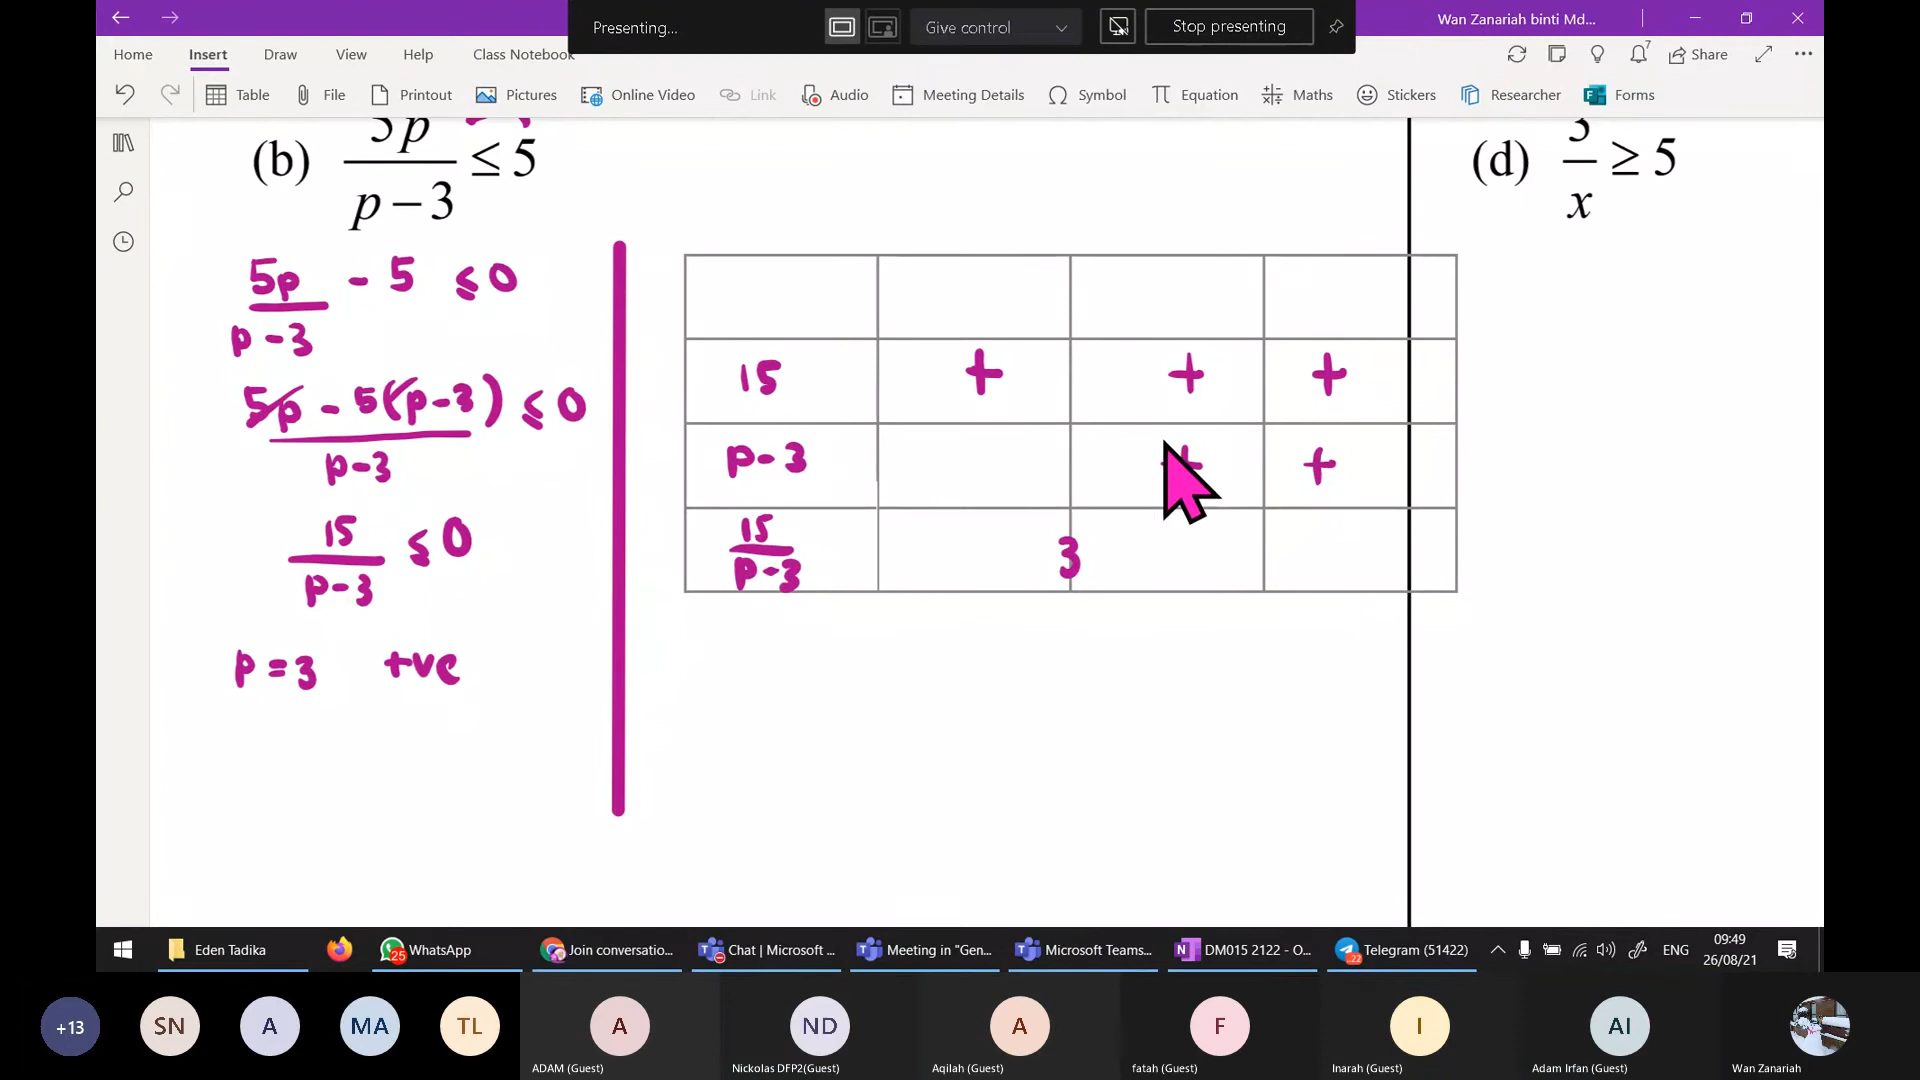 Presenting...
Give control
Stop presenting
Wan Zanariah binti Md...
Home Insert Draw View Help Class Notebook
7
Share
Table File Printout Pictures Online Video Link Audio Meeting Details Symbol Equation Maths Stickers Researcher Forms
(b) 5p/p−3 ≤ 5
(d) 3/x ≥ 5
5p/p-3 - 5 ≤ 0
5p - 5(p-3)/p-3 ≤ 0
15/p-3 ≤ 0
p = 3 +ve
15 + + +
p-3 + +
15/p-3 3
Eden Tadika
25 WhatsApp
Join conversatio...
Chat | Microsoft ...
Meeting in "Gen...
Microsoft Teams...
DM015 2122 - O...
22 Telegram (51422)
ENG
09:49
26/08/21
+13 SN A MA TL A ND A F I AI
ADAM (Guest)
Nickolas DFP2(Guest)
Aqilah (Guest)
fatah (Guest)
Inarah (Guest)
Adam Irfan (Guest)
Wan Zanariah